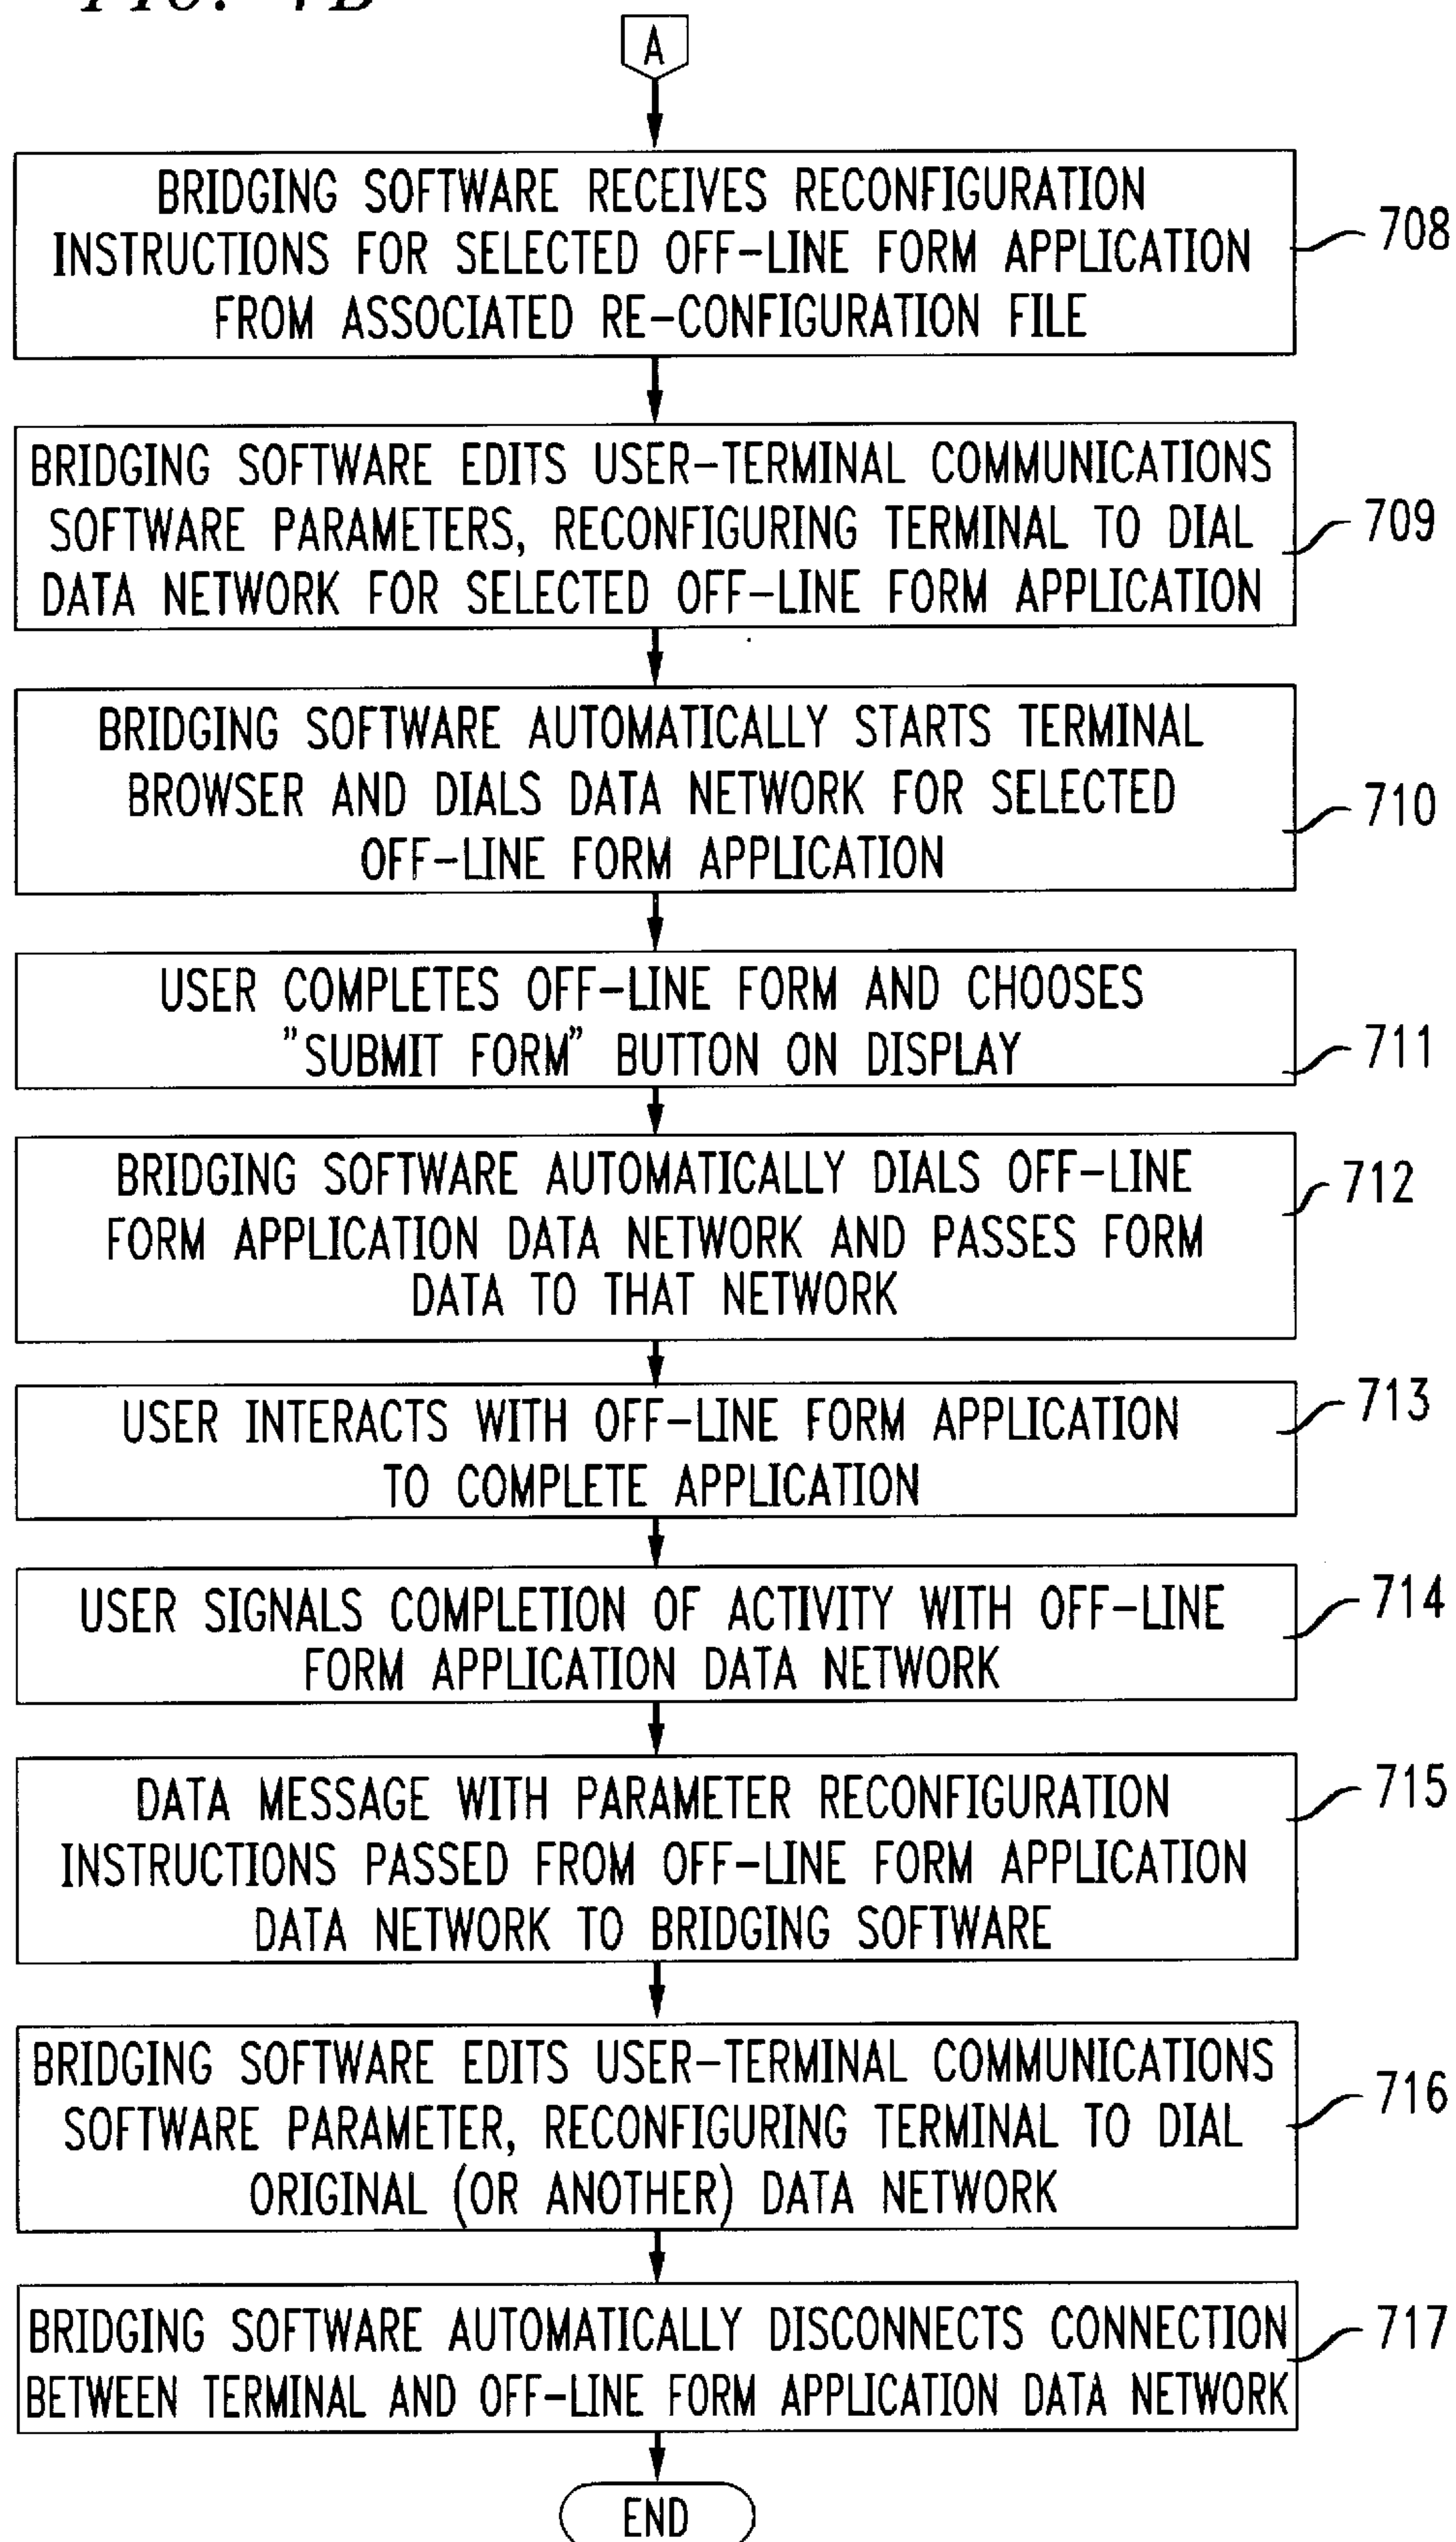 FIG. 7B
A
BRIDGING SOFTWARE RECEIVES RECONFIGURATION
INSTRUCTIONS FOR SELECTED OFF-LINE FORM APPLICATION
FROM ASSOCIATED RE-CONFIGURATION FILE
708
BRIDGING SOFTWARE EDITS USER-TERMINAL COMMUNICATIONS
SOFTWARE PARAMETERS, RECONFIGURING TERMINAL TO DIAL
DATA NETWORK FOR SELECTED OFF-LINE FORM APPLICATION
709
BRIDGING SOFTWARE AUTOMATICALLY STARTS TERMINAL
BROWSER AND DIALS DATA NETWORK FOR SELECTED
OFF-LINE FORM APPLICATION
710
USER COMPLETES OFF-LINE FORM AND CHOOSES
”SUBMIT FORM” BUTTON ON DISPLAY
711
BRIDGING SOFTWARE AUTOMATICALLY DIALS OFF-LINE
FORM APPLICATION DATA NETWORK AND PASSES FORM
DATA TO THAT NETWORK
712
USER INTERACTS WITH OFF-LINE FORM APPLICATION
TO COMPLETE APPLICATION
713
USER SIGNALS COMPLETION OF ACTIVITY WITH OFF-LINE
FORM APPLICATION DATA NETWORK
714
DATA MESSAGE WITH PARAMETER RECONFIGURATION
INSTRUCTIONS PASSED FROM OFF-LINE FORM APPLICATION
DATA NETWORK TO BRIDGING SOFTWARE
715
BRIDGING SOFTWARE EDITS USER-TERMINAL COMMUNICATIONS
SOFTWARE PARAMETER, RECONFIGURING TERMINAL TO DIAL
ORIGINAL (OR ANOTHER) DATA NETWORK
716
BRIDGING SOFTWARE AUTOMATICALLY DISCONNECTS CONNECTION
BETWEEN TERMINAL AND OFF-LINE FORM APPLICATION DATA NETWORK
717
END